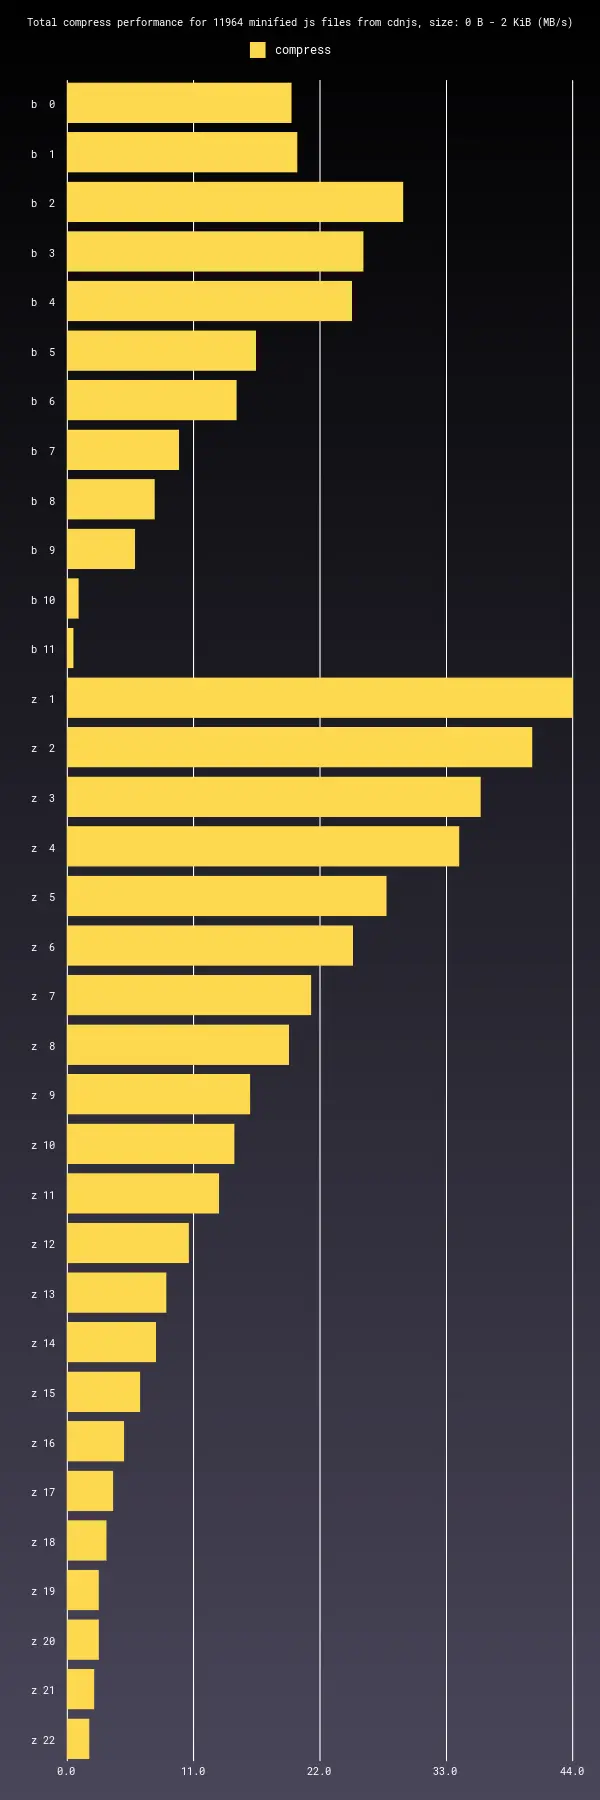 Total compress performance for 11964 minified js files from cdnjs, size: 0 B - 2 KiB (MB/s)
compress
b 0
b 1
b 2
b 3
b 4
b 5
b 6
b 7
b 8
b 9
b 10
b 11
z 1
z 2
z 3
z 4
z 5
z 6
z 7
z 8
z 9
z 10
z 11
z 12
z 13
z 14
z 15
z 16
z 17
z 18
z 19
z 20
z 21
z 22
0.0 11.0 22.0 33.0 44.0